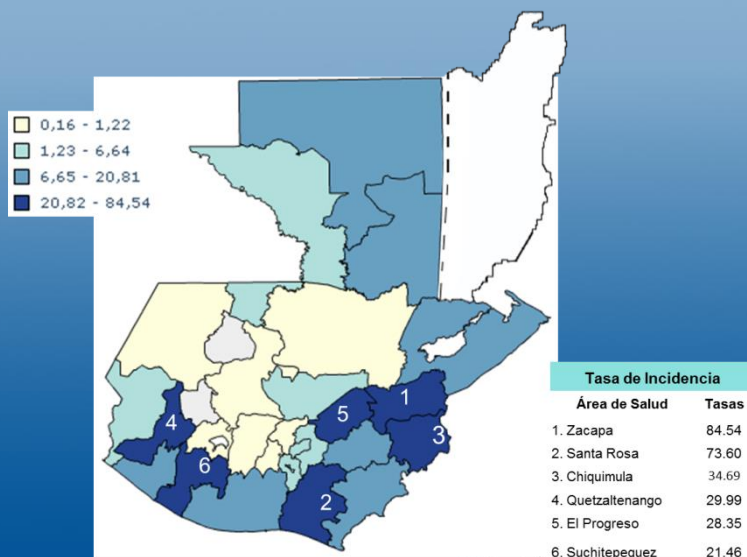 0,16 - 1,22
1,23 - 6,64
6,65 - 20,81
20,82 - 84,54
1
5
3
4
6
2
Tasa de Incidencia
Área de Salud Tasas
1. Zacapa 84.54
2. Santa Rosa 73.60
3. Chiquimula 34.69
4. Quetzaltenango 29.99
5. El Progreso 28.35
6. Suchitepequez 21.46